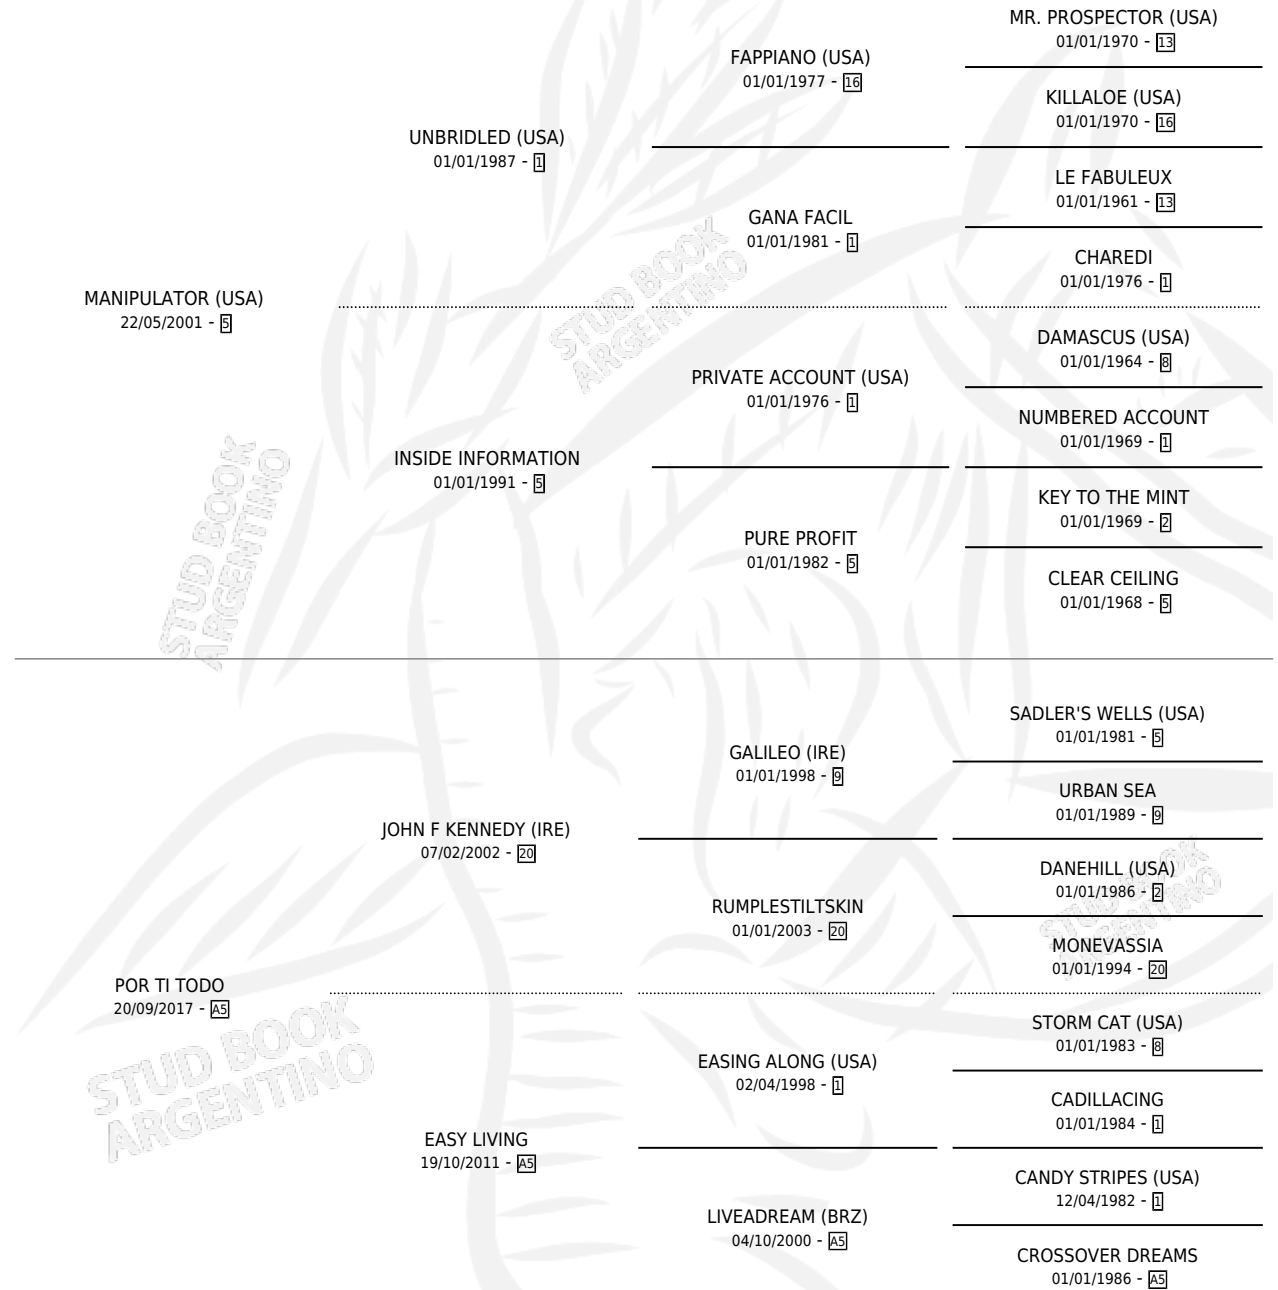 MR. PROSPECTOR (USA)
01/01/1970 - 13
FAPPIANO (USA)
01/01/1977 - 16
KILLALOE (USA)
01/01/1970 - 16
UNBRIDLED (USA)
01/01/1987 - 1
LE FABULEUX
01/01/1961 - 13
GANA FACIL
01/01/1981 - 1
CHAREDI
01/01/1976 - 1
MANIPULATOR (USA)
22/05/2001 - 5
DAMASCUS (USA)
01/01/1964 - 8
PRIVATE ACCOUNT (USA)
01/01/1976 - 1
NUMBERED ACCOUNT
01/01/1969 - 1
INSIDE INFORMATION
01/01/1991 - 5
KEY TO THE MINT
01/01/1969 - 2
PURE PROFIT
01/01/1982 - 5
CLEAR CEILING
01/01/1968 - 5
SADLER'S WELLS (USA)
01/01/1981 - 5
GALILEO (IRE)
01/01/1998 - 9
URBAN SEA
01/01/1989 - 9
JOHN F KENNEDY (IRE)
07/02/2002 - 20
DANEHILL (USA)
01/01/1986 - 2
RUMPLESTILTSKIN
01/01/2003 - 20
MONEVASSIA
01/01/1994 - 20
POR TI TODO
20/09/2017 - A5
STORM CAT (USA)
01/01/1983 - 8
EASING ALONG (USA)
02/04/1998 - 1
CADILLACING
01/01/1984 - 1
EASY LIVING
19/10/2011 - A5
CANDY STRIPES (USA)
12/04/1982 - 1
LIVEADREAM (BRZ)
04/10/2000 - A5
CROSSOVER DREAMS
01/01/1986 - A5
STUD BOOK
ARGENTINO
STUD BOOK
ARGENTINO
STUD BOOK
ARGENTINO
STUD BOOK
ARGENTINO